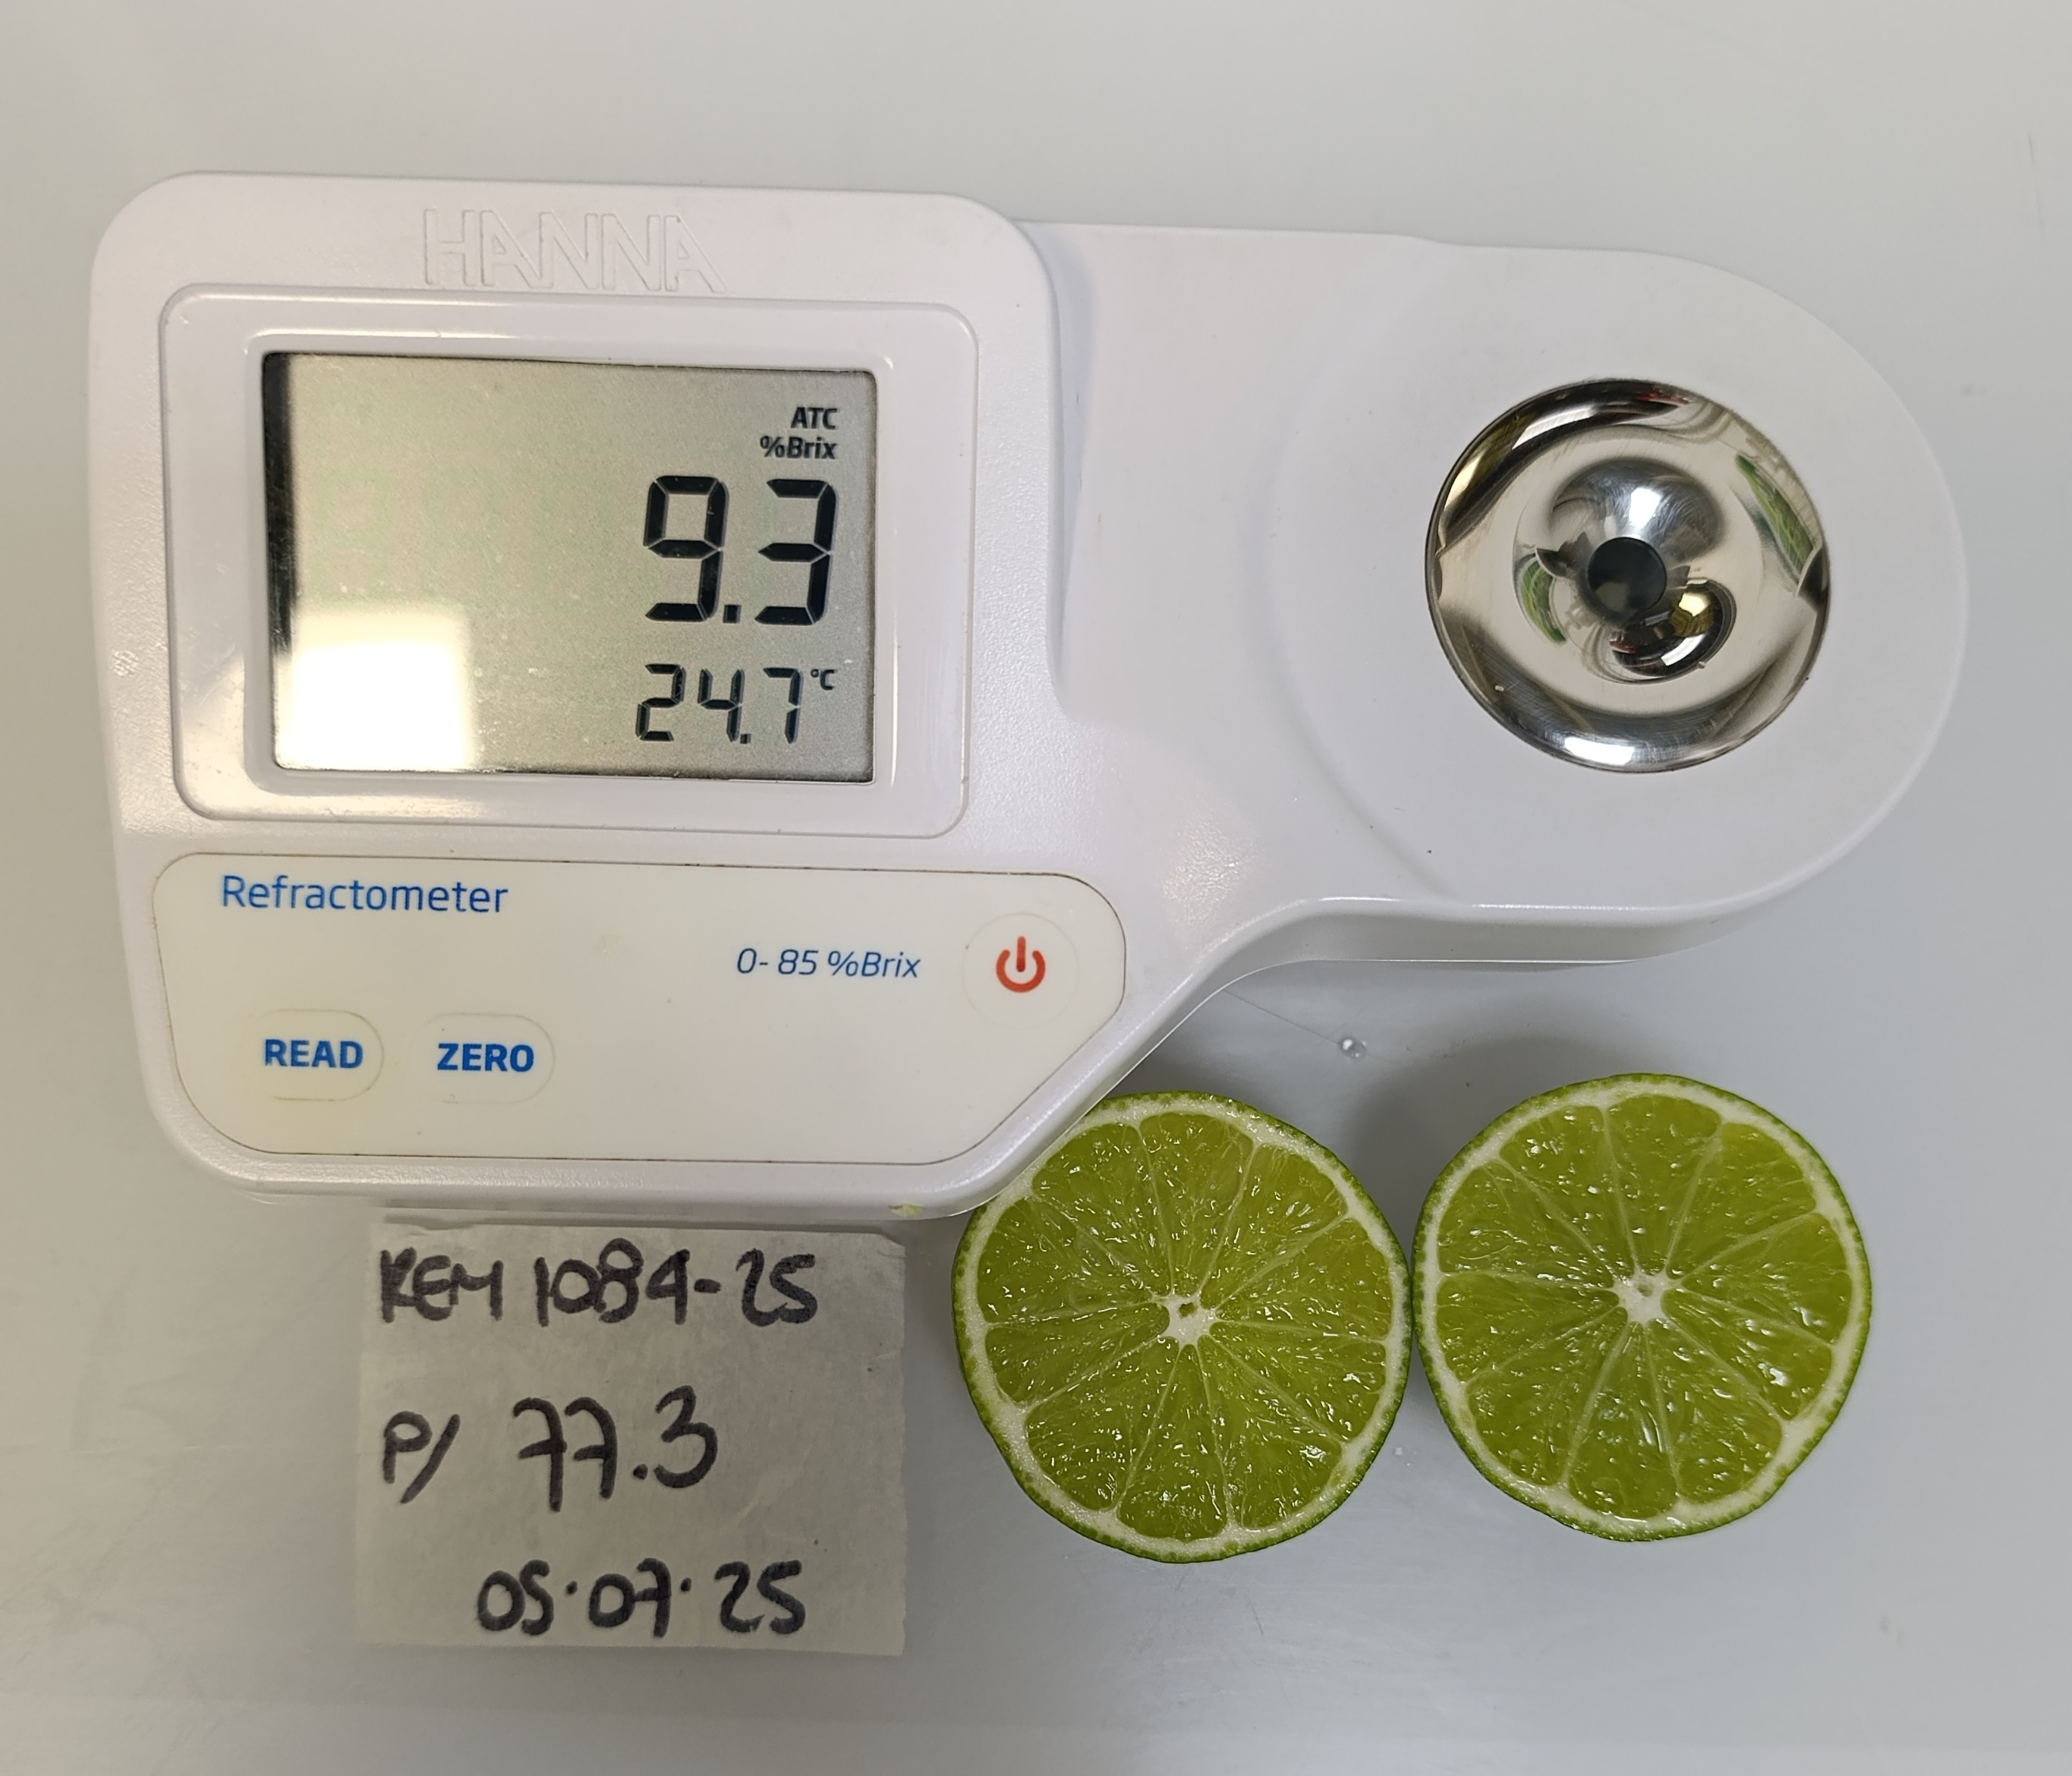 HANNA
ATC
%Brix
9.3
24.7 °C
Refractometer
0- 85 %Brix
READ ZERO
REM 1084-25
P/ 77.3
05.07.25